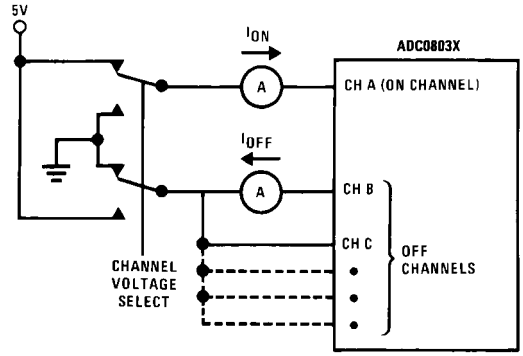 5V
ION
ADC0803X
A
CH A (ON CHANNEL)
IOFF
A
CH B
CH C
OFF
CHANNELS
CHANNEL
VOLTAGE
SELECT